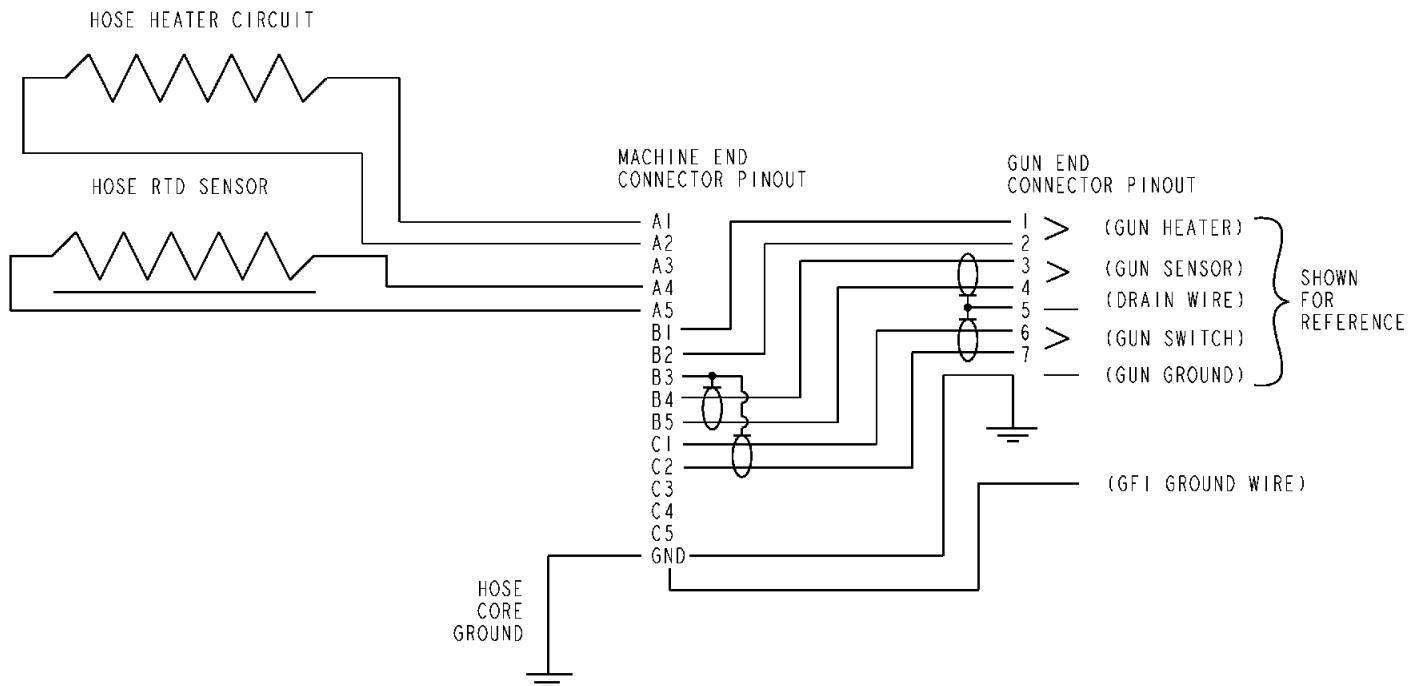 HOSE HEATER CIRCUIT
HOSE RTD SENSOR
MACHINE END
CONNECTOR PINOUT
A1
A2
A3
A4
A5
B1
B2
B3
B4
B5
C1
C2
C3
C4
C5
GND
HOSE
CORE
GROUND
GUN END
CONNECTOR PINOUT
1
2
3
4
5
6
7
(GUN HEATER)
(GUN SENSOR)
(DRAIN WIRE)
(GUN SWITCH)
(GUN GROUND)
SHOWN
FOR
REFERENCE
(GFI GROUND WIRE)